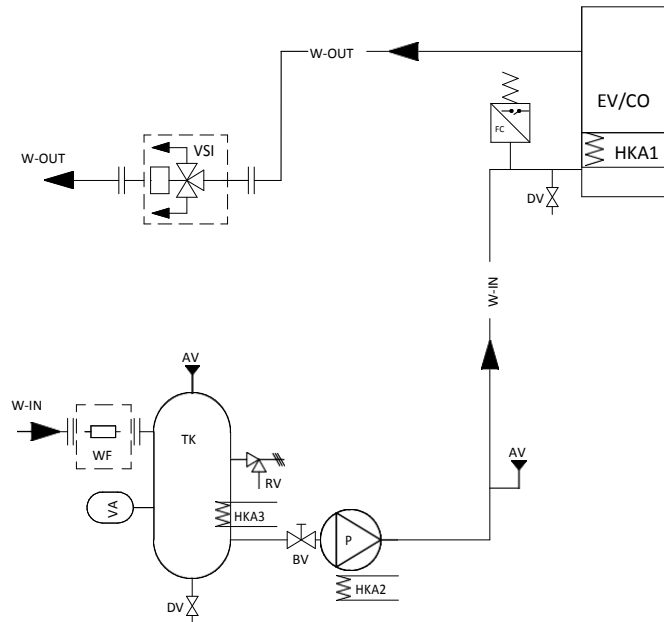 W-OUT
EV/CO
FC
VSI
W-OUT
HKA1
DV
W-IN
AV
W-IN
TK
AV
WF
RV
VA
HKA3
P
BV
HKA2
DV